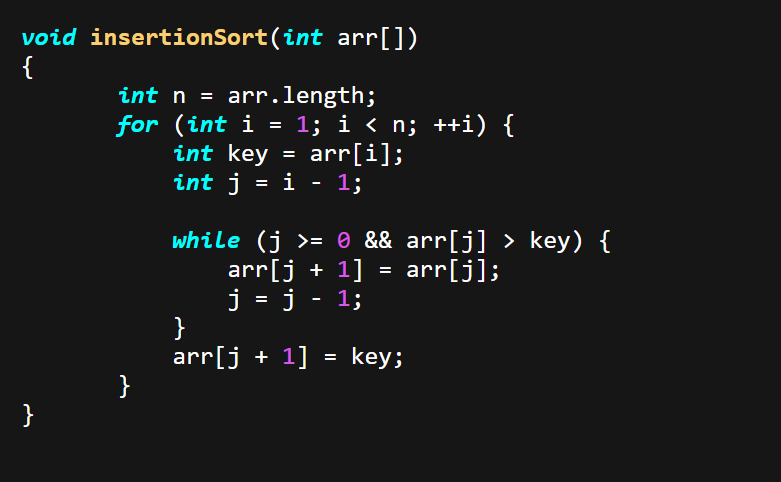 void insertionSort(int arr[])
{
int n = arr.length;
for (int i = 1; i < n; ++i) {
int key = arr[i];
int j = i - 1;
while (j >= 0 && arr[j] > key) {
arr[j + 1] = arr[j];
j = j - 1;
}
arr[j + 1] = key;
}
}